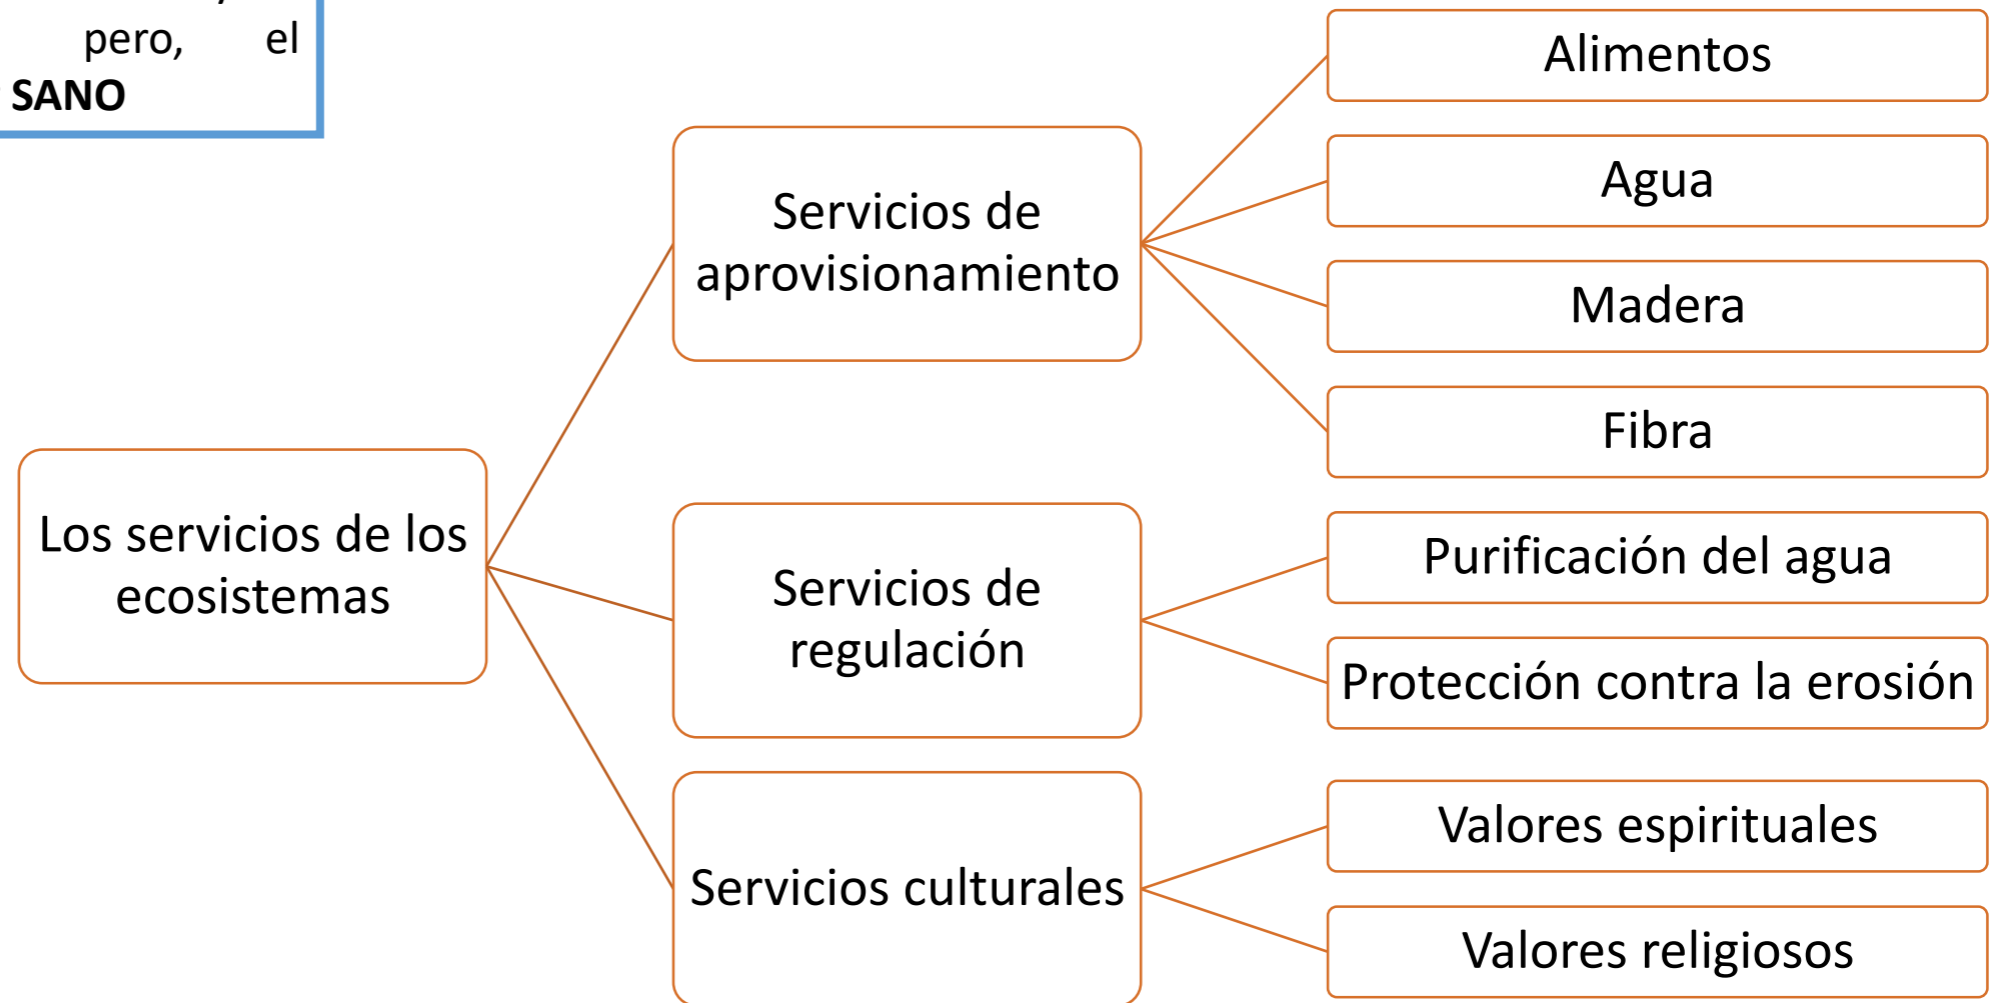 pero, el
SANO
Los servicios de los
ecosistemas
Servicios de
aprovisionamiento
Alimentos
Agua
Madera
Fibra
Servicios de
regulación
Purificación del agua
Protección contra la erosión
Servicios culturales
Valores espirituales
Valores religiosos